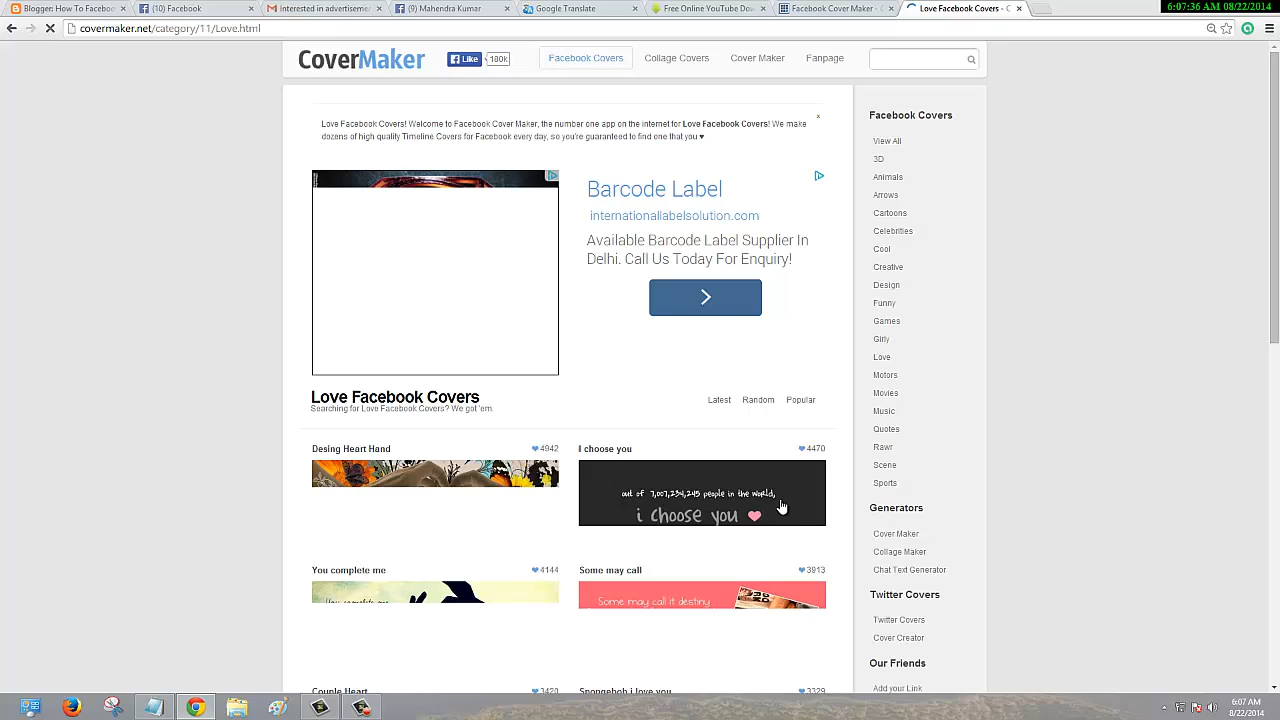 Blogger: How To Facebo
(10) Facebook
Interested in advertiseme
(9) Mahendra Kumar
Google Translate
Free Online YouTube Dow
Facebook Cover Maker - C
Love Facebook Covers - C
6:07:36 AM 08/22/2014
covermaker.net/category/11/Love.html
CoverMaker
Like
180k
Facebook Covers
Collage Covers
Cover Maker
Fanpage
x
Love Facebook Covers! Welcome to Facebook Cover Maker, the number one app on the internet for Love Facebook Covers! We make
dozens of high quality Timeline Covers for Facebook every day, so you're guaranteed to find one that you ♥
Barcode Label
internationallabelsolution.com
Available Barcode Label Supplier In
Delhi. Call Us Today For Enquiry!
Love Facebook Covers
Searching for Love Facebook Covers? We got 'em.
Latest
Random
Popular
Desing Heart Hand
4942
I choose you
4470
out of 7,007,234,245 people in the world,
i choose you
You complete me
4144
Some may call
3913
You complete me
Some may call it destiny
Couple Heart
3420
Spongebob i love you
3329
Facebook Covers
View All
3D
Animals
Arrows
Cartoons
Celebrities
Cool
Creative
Design
Funny
Games
Girly
Love
Motors
Movies
Music
Quotes
Rawr
Scene
Sports
Generators
Cover Maker
Collage Maker
Chat Text Generator
Twitter Covers
Twitter Covers
Cover Creator
Our Friends
Add your Link
6:07 AM
8/22/2014